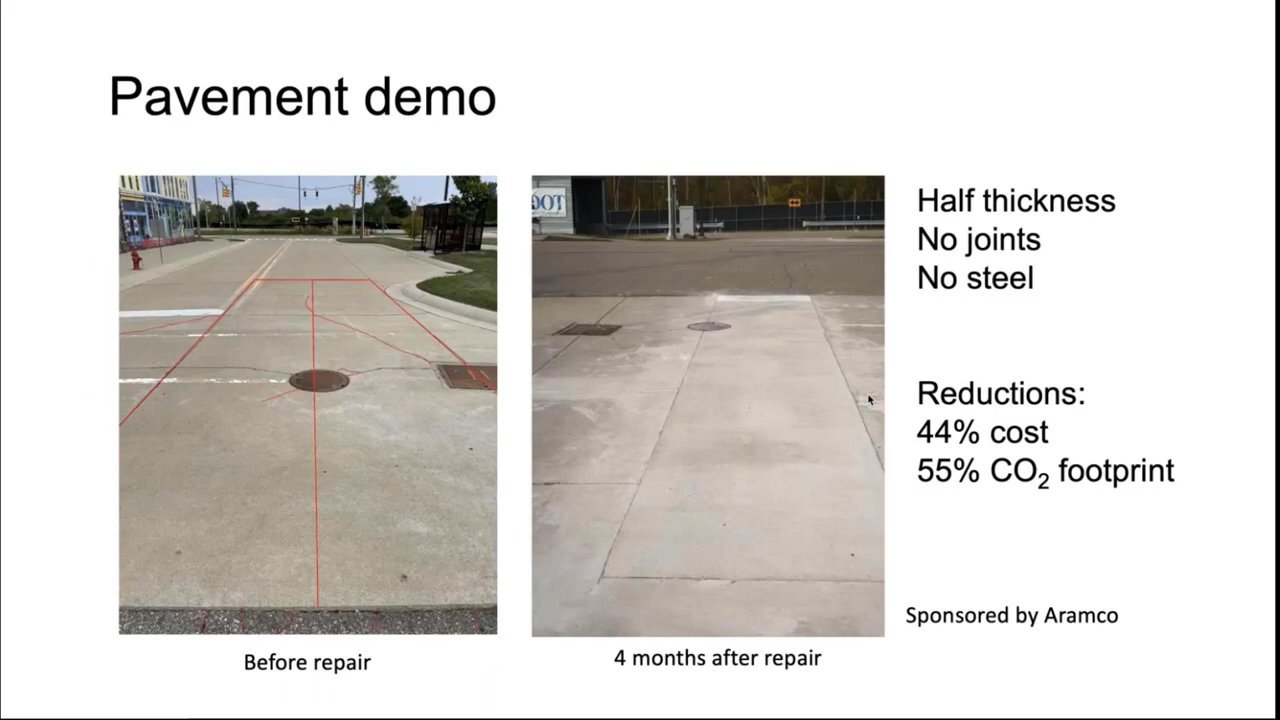 Pavement demo
OOT
Half thickness
No joints
No steel
Reductions:
44% cost
55% CO₂ footprint
Sponsored by Aramco
Before repair
4 months after repair